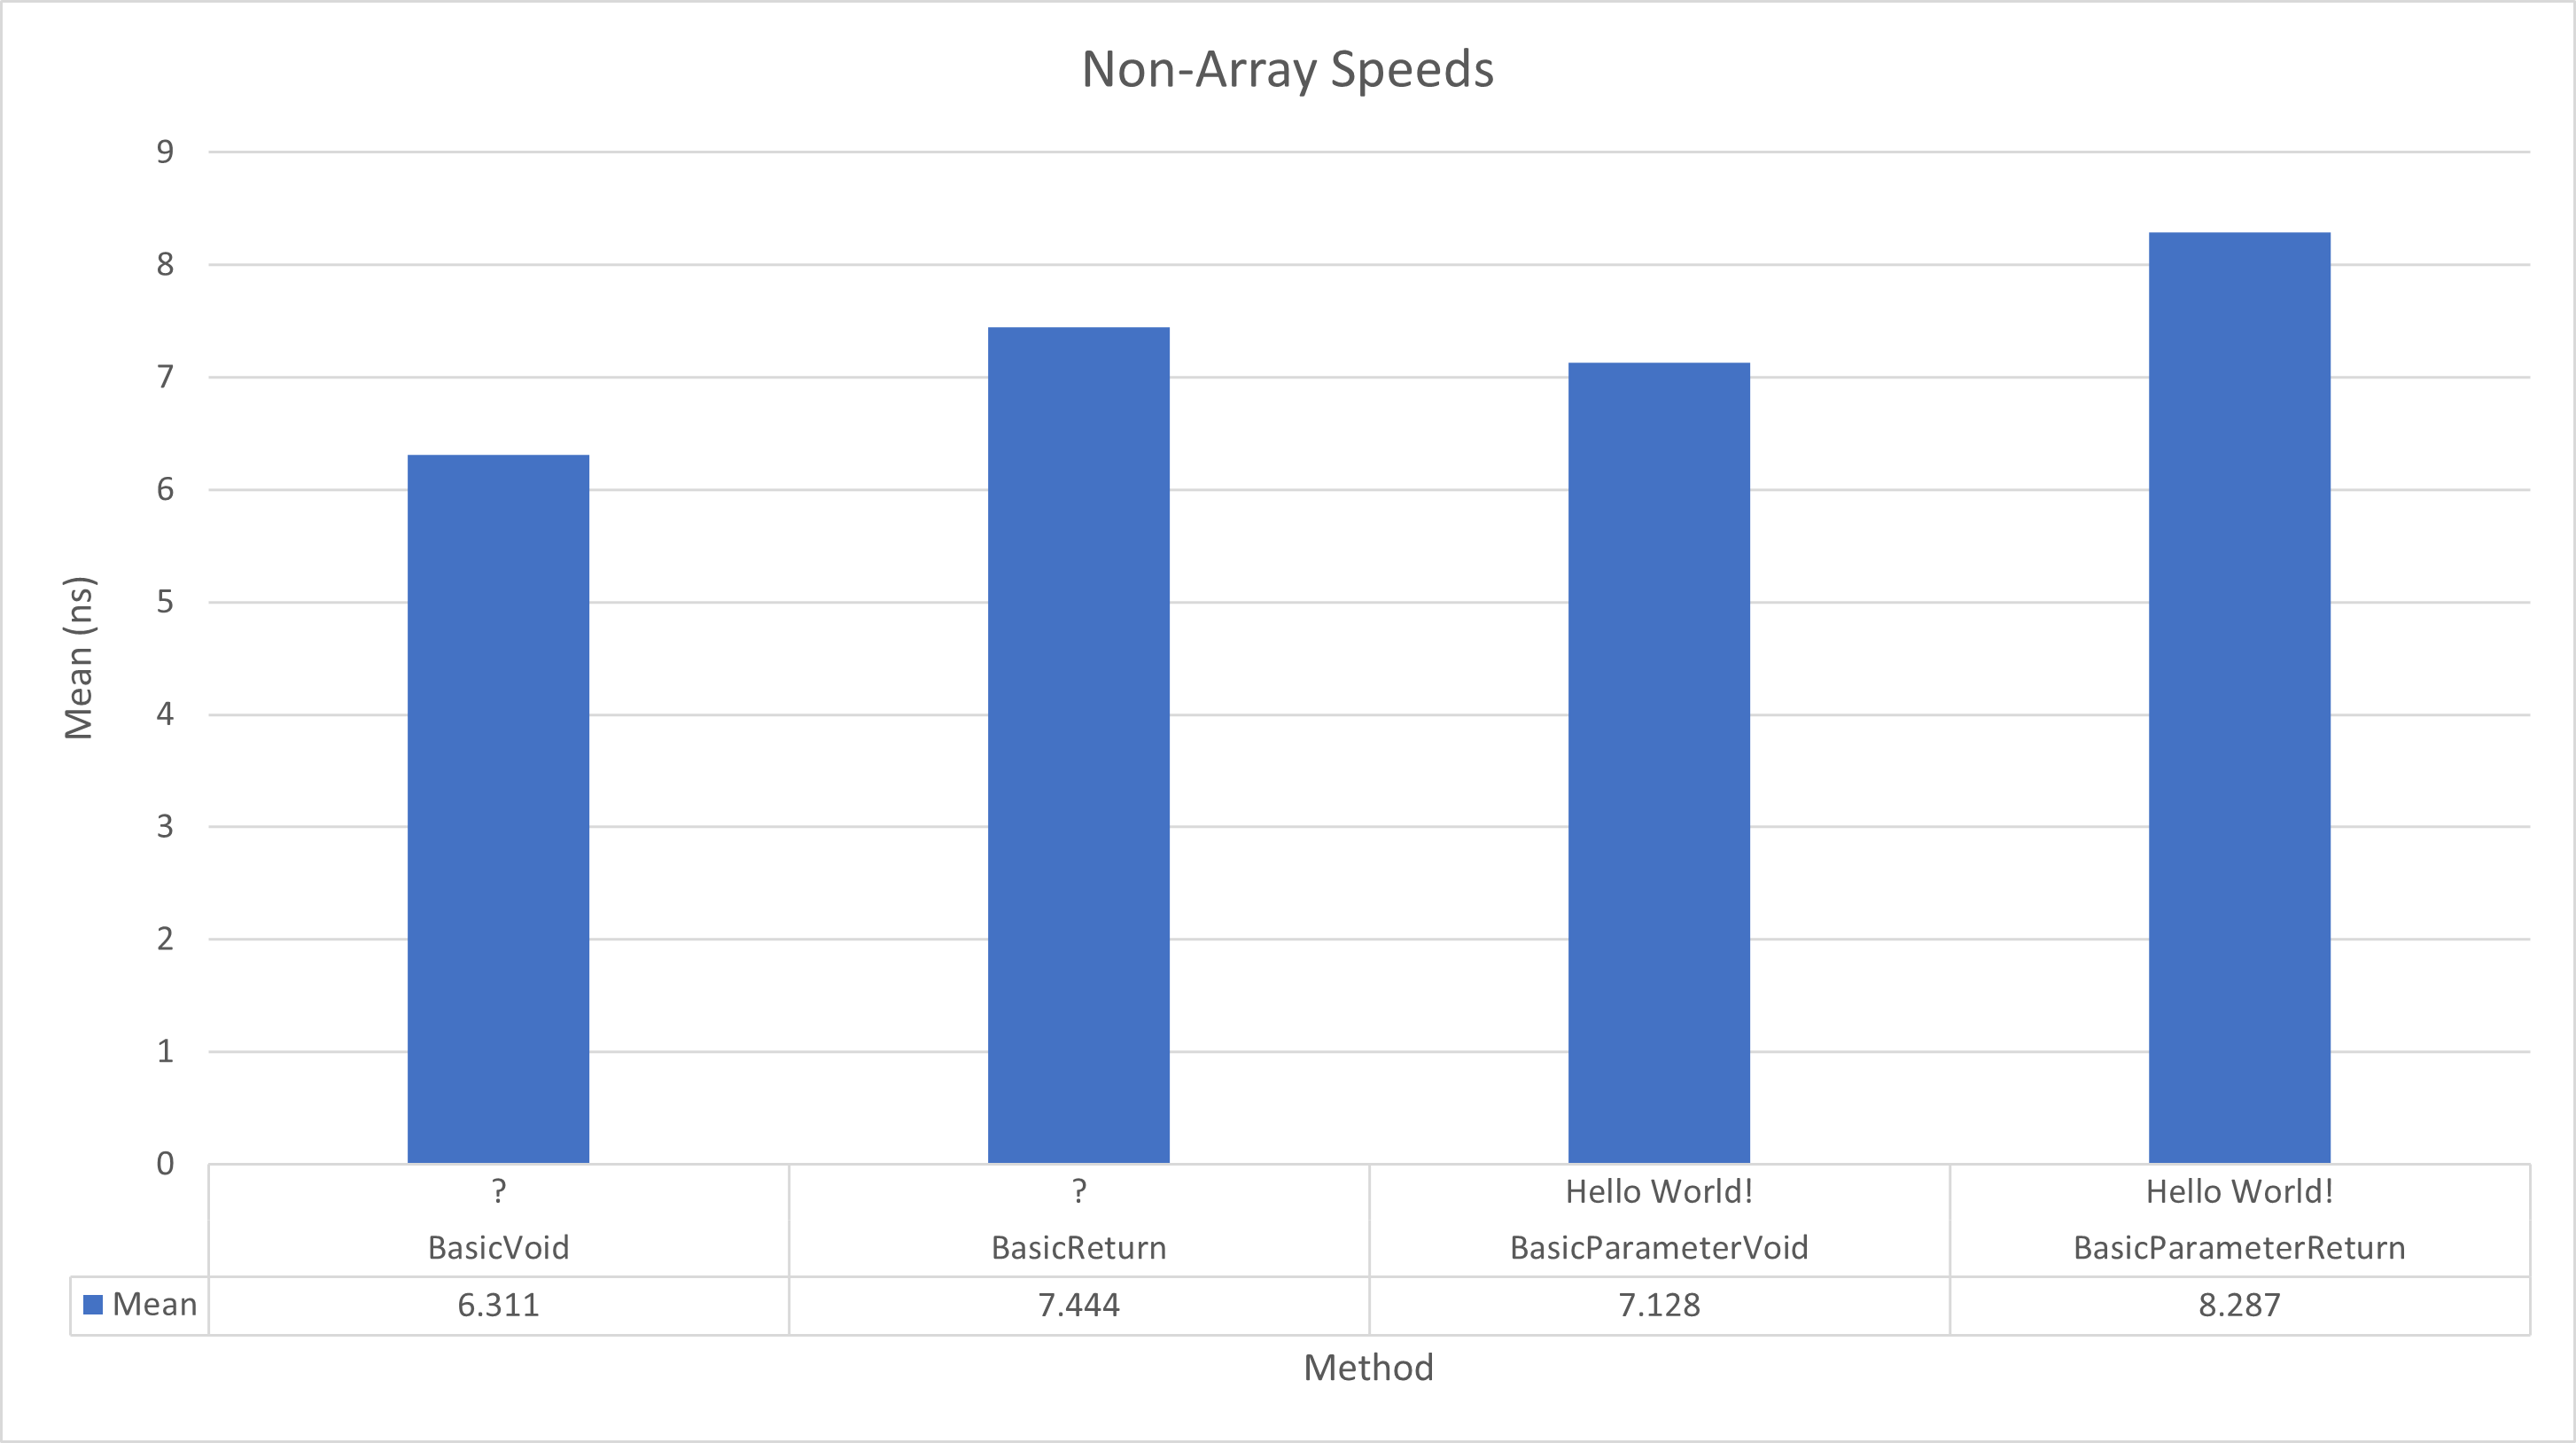 Non-Array Speeds
9
8
7
6
5
4
3
2
1
0
Mean (ns)
? ? Hello World! Hello World!
BasicVoid BasicReturn BasicParameterVoid BasicParameterReturn
Mean 6.311 7.444 7.128 8.287
Method